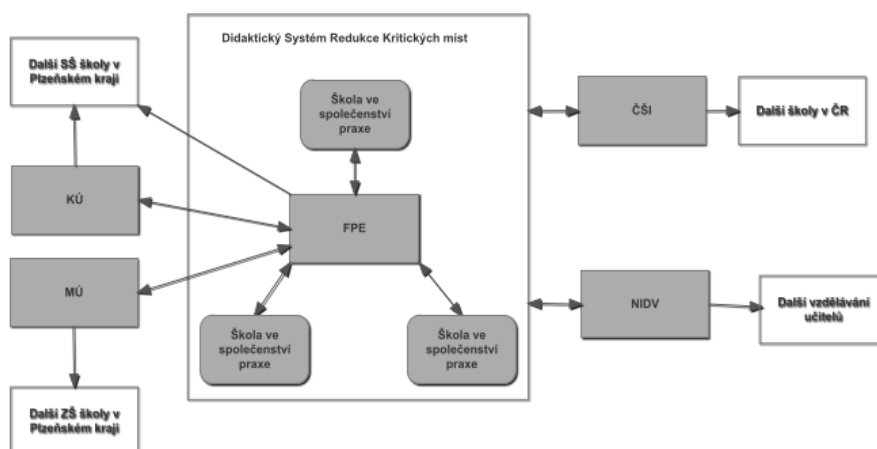 Didaktický Systém Redukce Kritických míst
Další SŠ školy v
Plzeňském kraji
Škola ve
společenství
praxe
ČŠI
Další školy v ČR
KÚ
FPE
MÚ
NIDV
Další vzdělávání
učitelů
Škola ve
společenství
praxe
Škola ve
společenství
praxe
Další ZŠ školy v
Plzeňském kraji